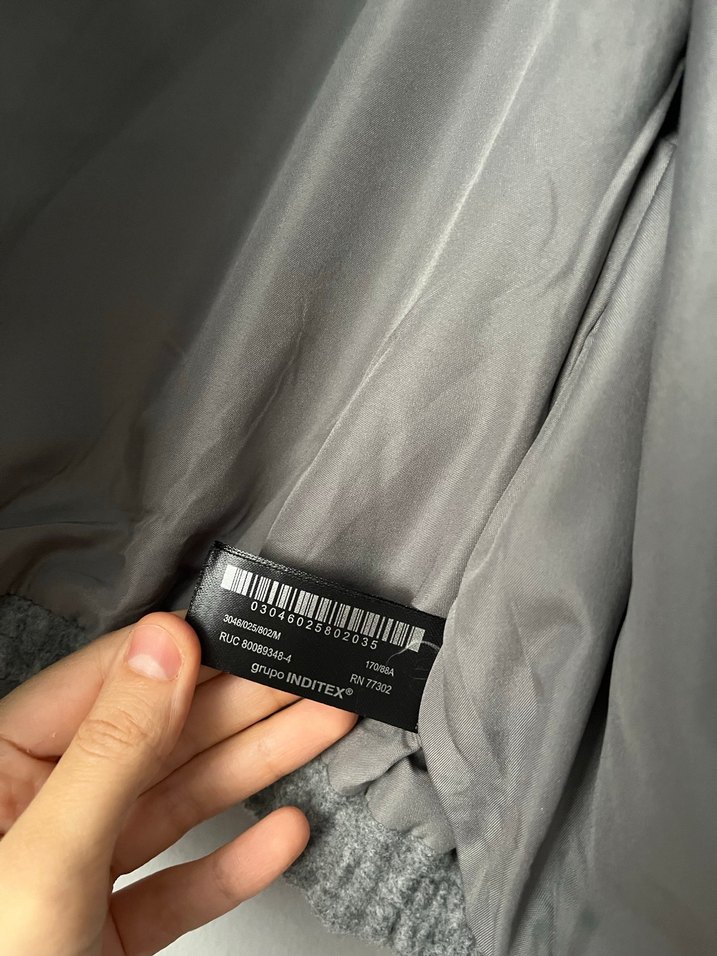 03046025802035
3046/025/802/M
170/88A
RUC 80089348-4
RN 77302
grupo INDITEX®